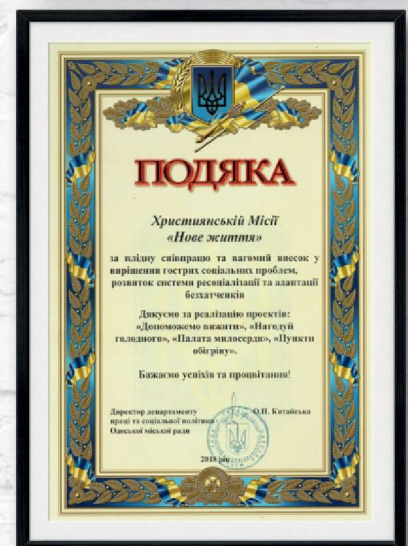 ПОДЯКА
Християнській Місії
«Нове життя»
за плідну співпрацю та вагомий внесок у
вирішення гострих соціальних проблем,
розвиток системи ресоціалізації та адаптації
безхатченків
Дякуємо за реалізацію проектів:
«Допоможемо вижити», «Нагодуй
голодного», «Палата милосердя», «Пункти
обігріву».
Бажаємо успіхів та процвітання!
Директор департаменту
праці та соціальної політики
Одеської міської ради
О.П. Китайська
2018 рік